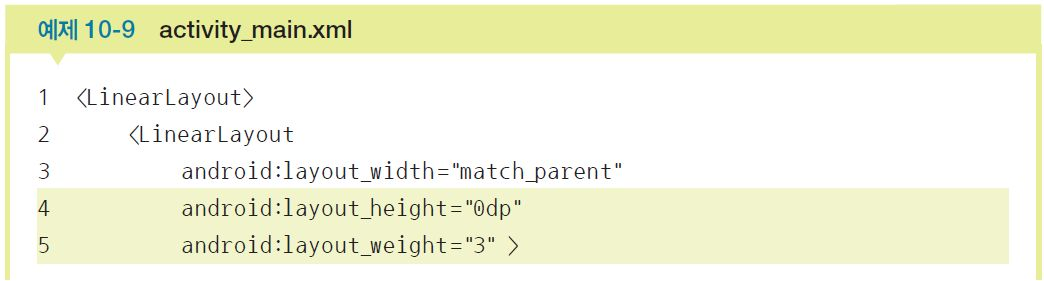 예제 10-9 activity_main.xml
1 <LinearLayout>
2 <LinearLayout
3 android:layout_width="match_parent"
4 android:layout_height="0dp"
5 android:layout_weight="3" >